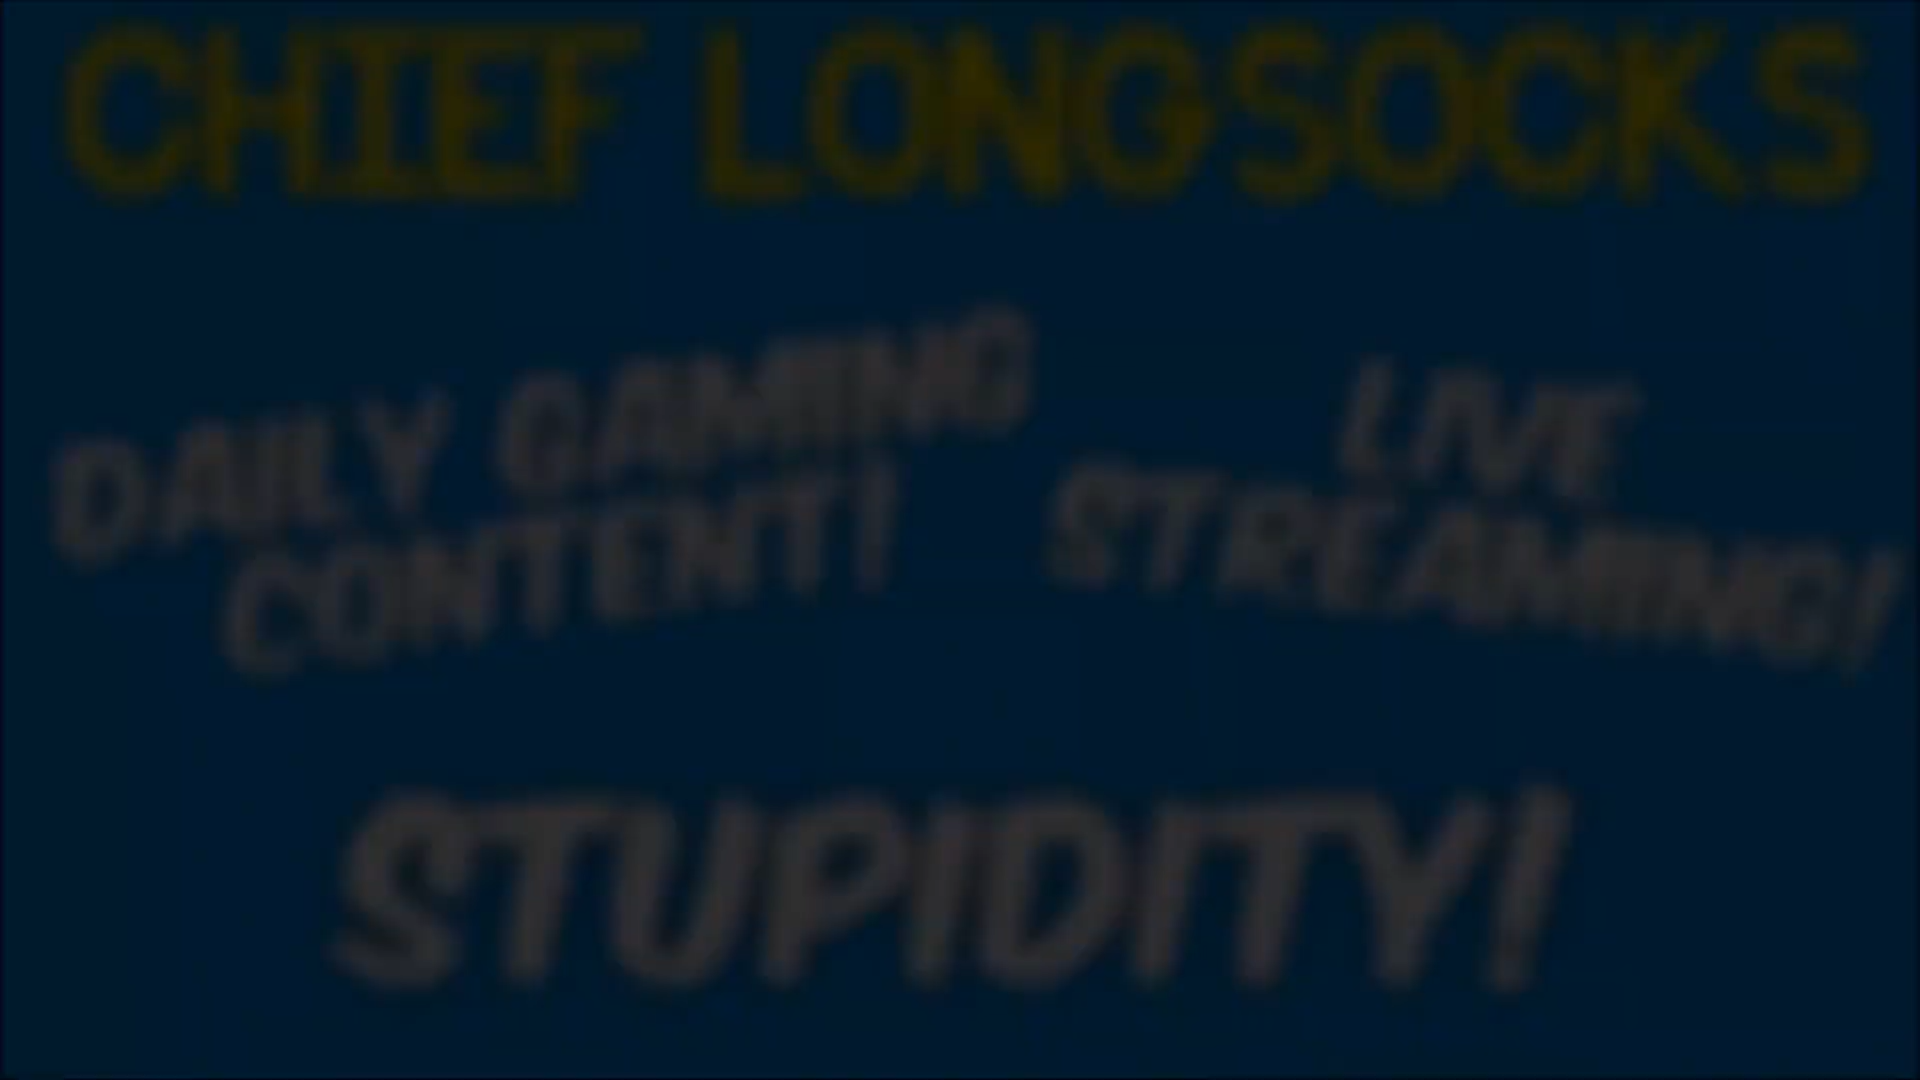 CHIEF LONGSOCKS
DAILY GAMING
CONTENT!
LIVE
STREAMING!
STUPIDITY!